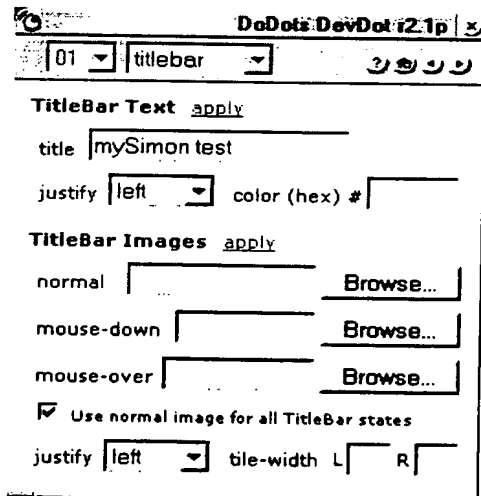 DoDots DevDot r2.1p x
01 titlebar ?
TitleBar Text apply
title mySimon test
justify left color (hex) #
TitleBar Images apply
normal Browse...
mouse-down Browse...
mouse-over Browse...
Use normal image for all TitleBar states
justify left tile-width L R